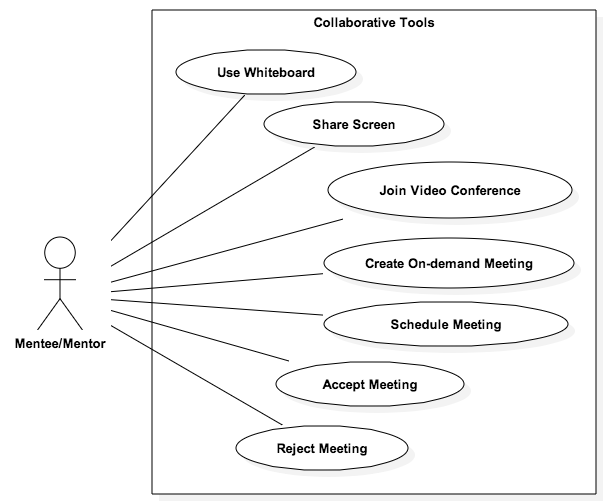 Collaborative Tools
Use Whiteboard
Share Screen
Join Video Conference
Create On-demand Meeting
Schedule Meeting
Mentee/Mentor
Accept Meeting
Reject Meeting